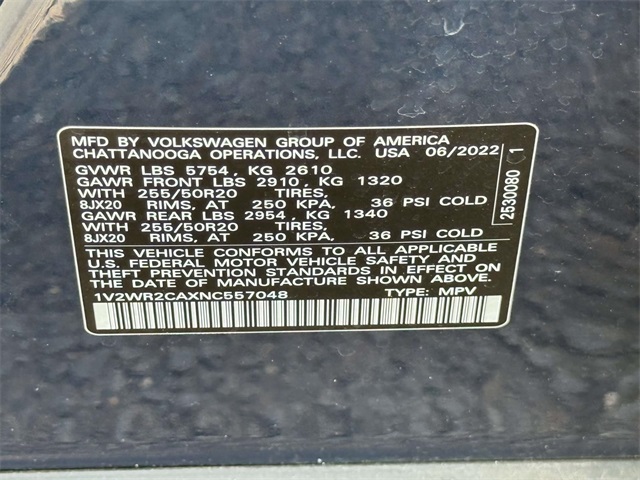 MFD BY VOLKSWAGEN GROUP OF AMERICA
CHATTANOOGA OPERATIONS, LLC. USA 06/2022
GVWR LBS 5754, KG 2610
GAWR FRONT LBS 2910, KG 1320
WITH 255/50R20 TIRES,
8JX20 RIMS, AT 250 KPA, 36 PSI COLD
GAWR REAR LBS 2954, KG 1340
WITH 255/50R20 TIRES,
8JX20 RIMS, AT 250 KPA, 36 PSI COLD
THIS VEHICLE CONFORMS TO ALL APPLICABLE
U.S. FEDERAL MOTOR VEHICLE SAFETY AND
THEFT PREVENTION STANDARDS IN EFFECT ON
DATE OF MANUFACTURE SHOWN ABOVE.
1V2WR2CAXNC557048 TYPE: MPV
2530080 1